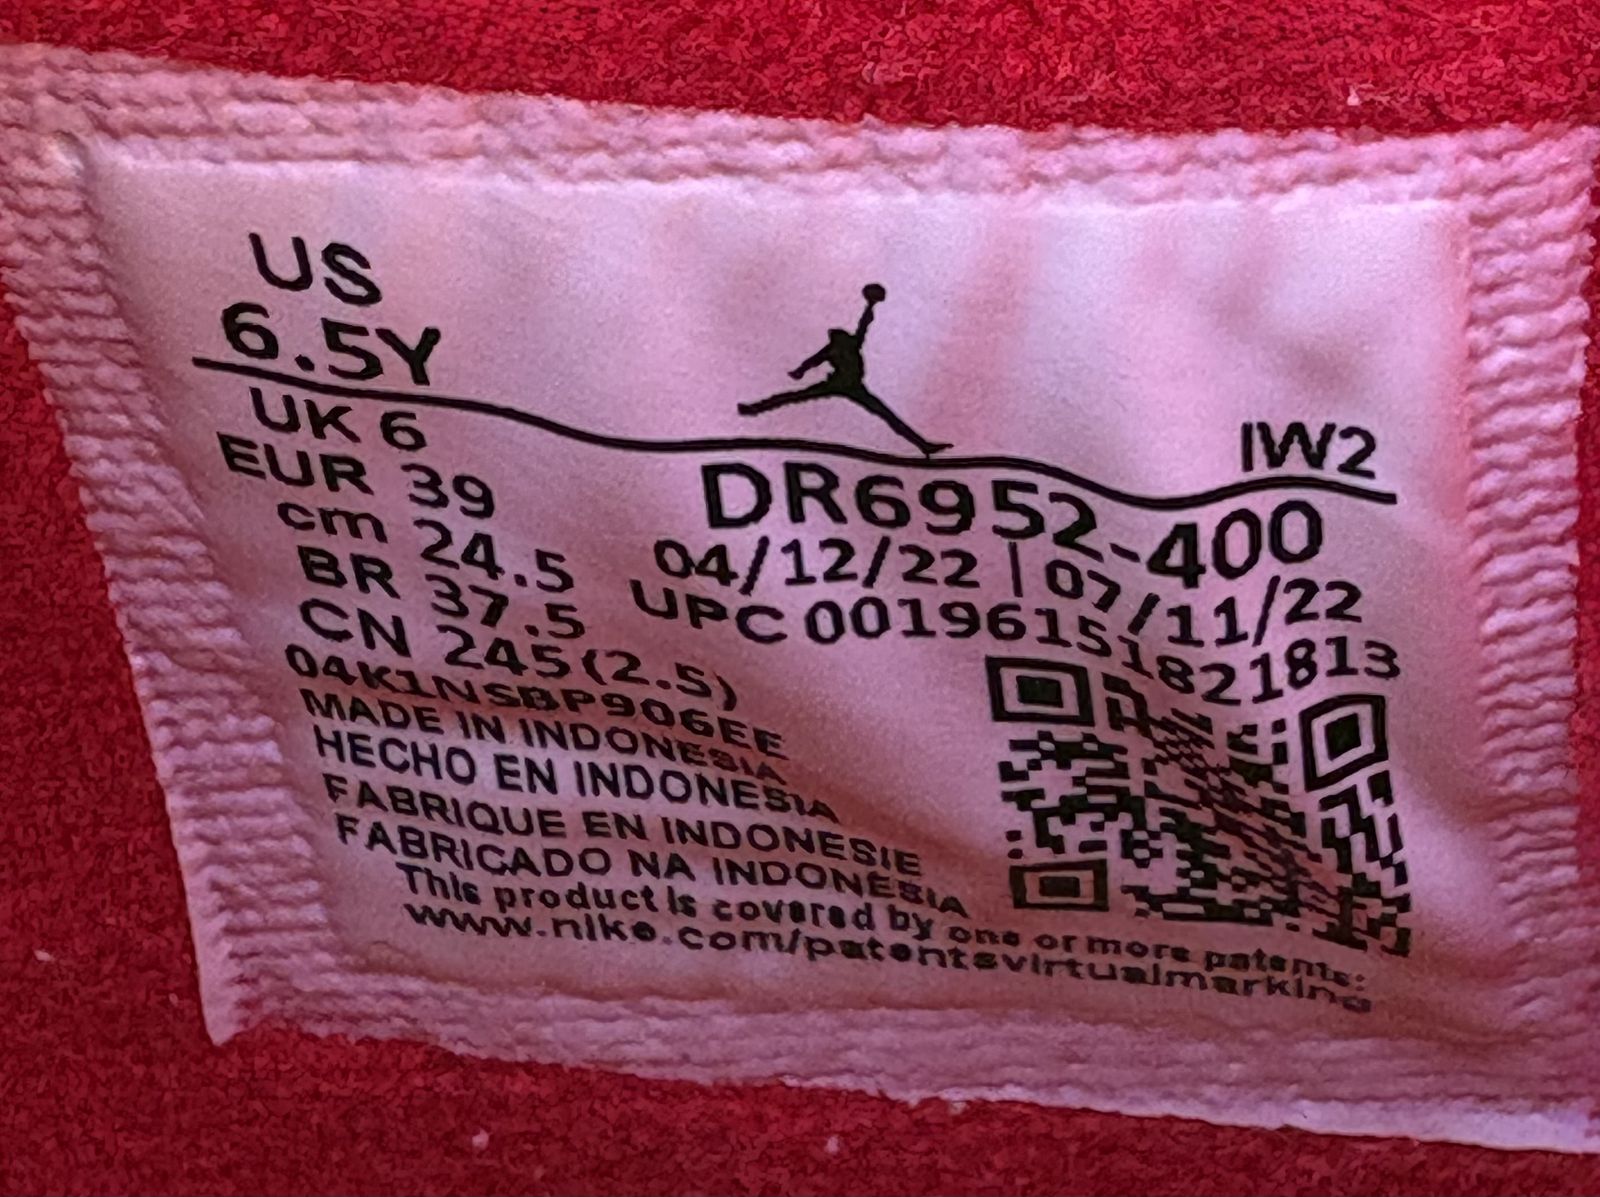 US
6.5Y
UK 6
EUR 39
cm 24.5
BR 37.5
CN 245(2.5)
04K1NSBP906EE
MADE IN INDONESIA
HECHO EN INDONESIA
FABRIQUE EN INDONESIE
FABRICADO NA INDONESIA
This product is covered by one or more patents:
www.nike.com/patentsvirtualmarking
IW2
DR6952-400
04/12/22 | 07/11/22
UPC 00196151821813